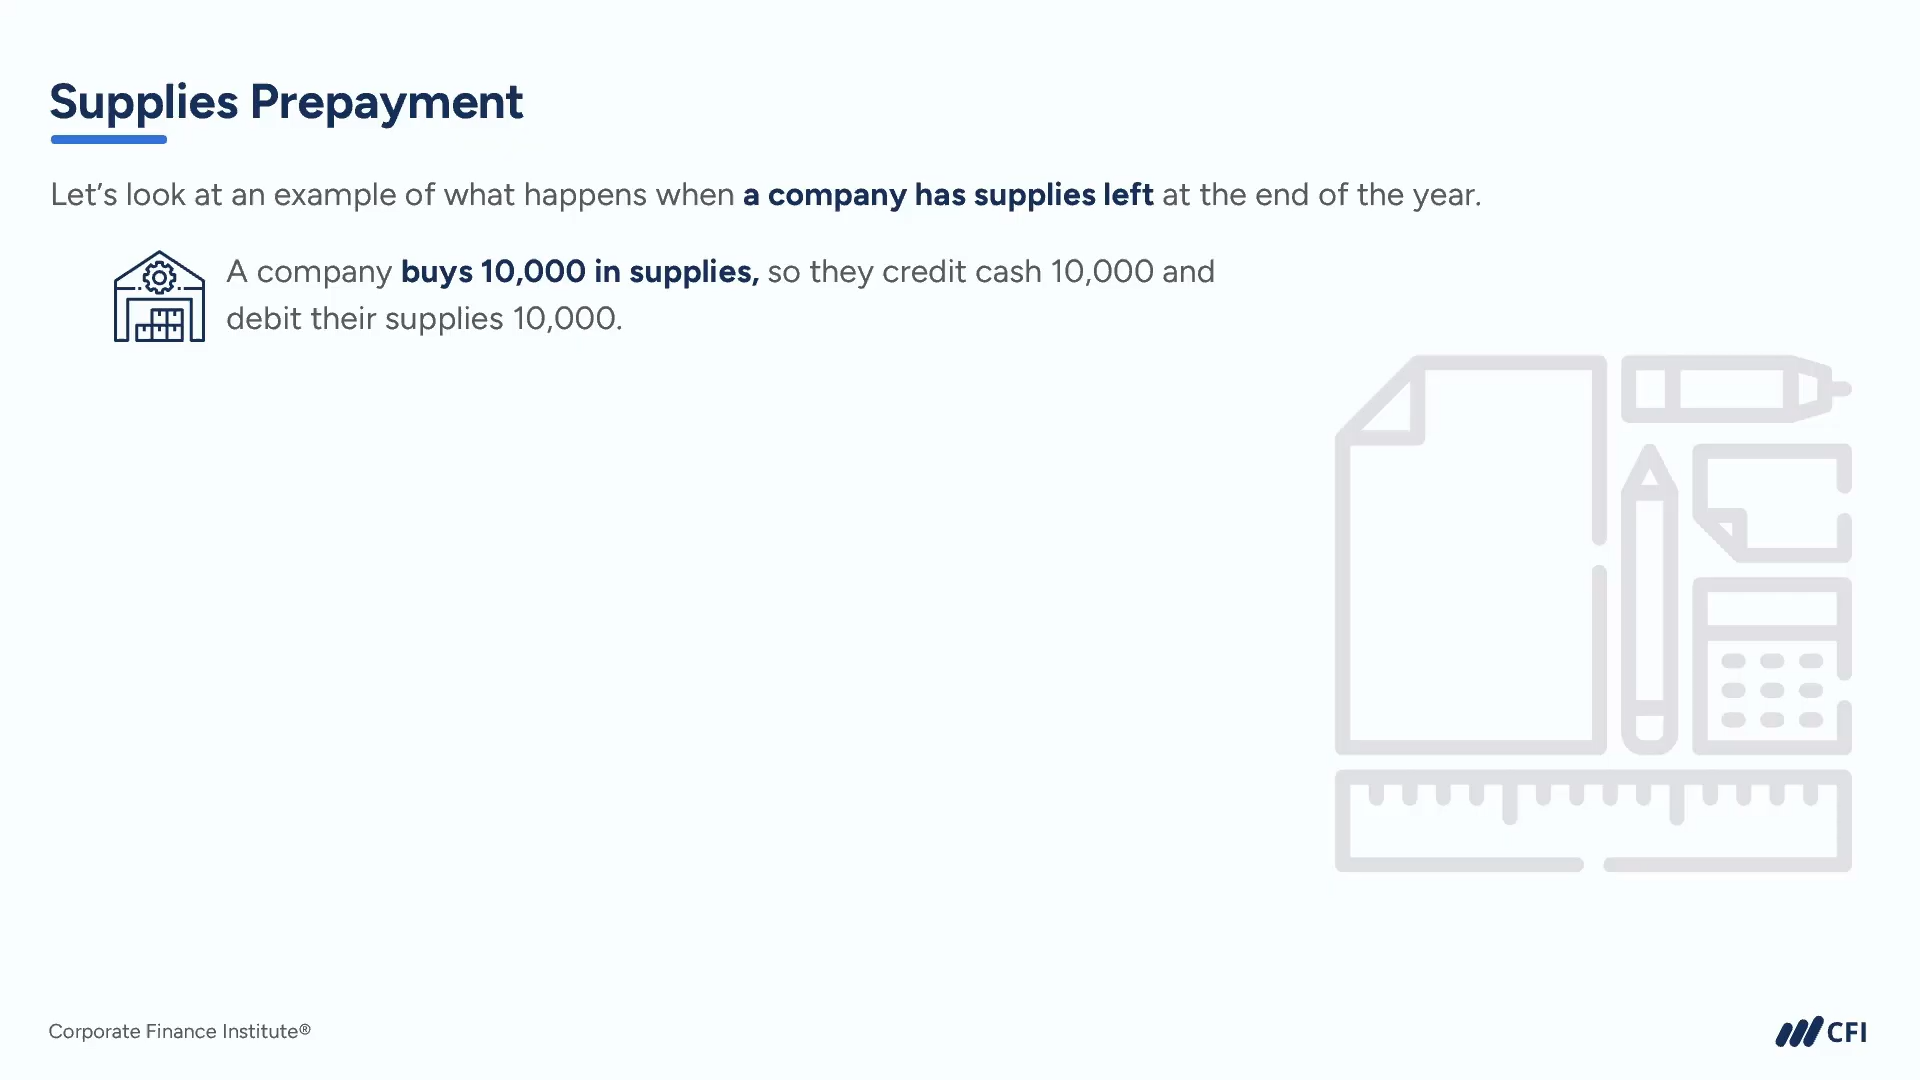 Supplies Prepayment
Let’s look at an example of what happens when a company has supplies left at the end of the year.
A company buys 10,000 in supplies, so they credit cash 10,000 and
debit their supplies 10,000.
Corporate Finance Institute®
CFI